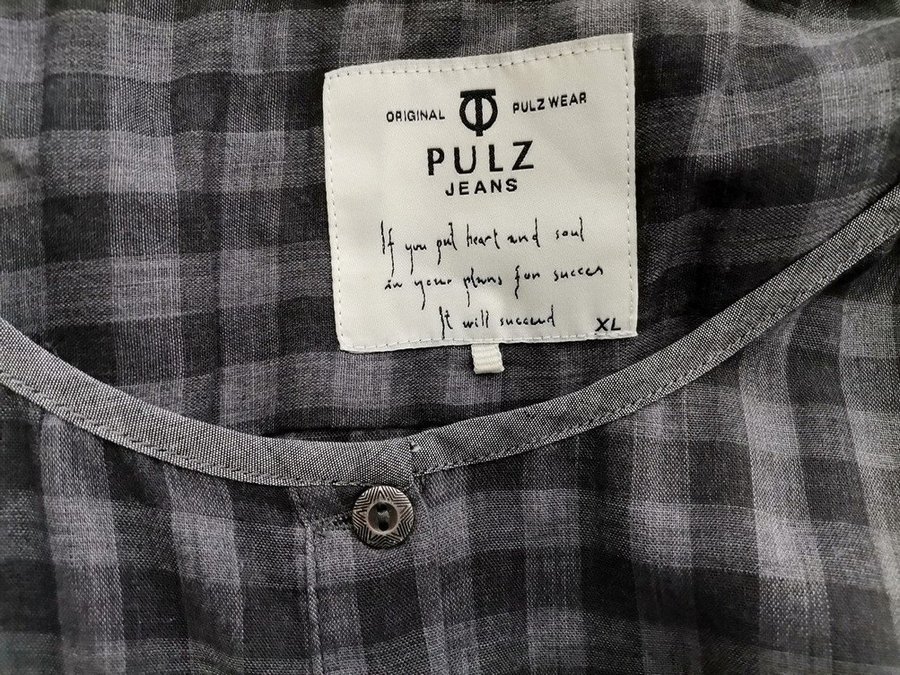 ORIGINAL PULZ WEAR
PULZ
JEANS
If you put heart and soul
in your plans for succes
It will succeed
XL